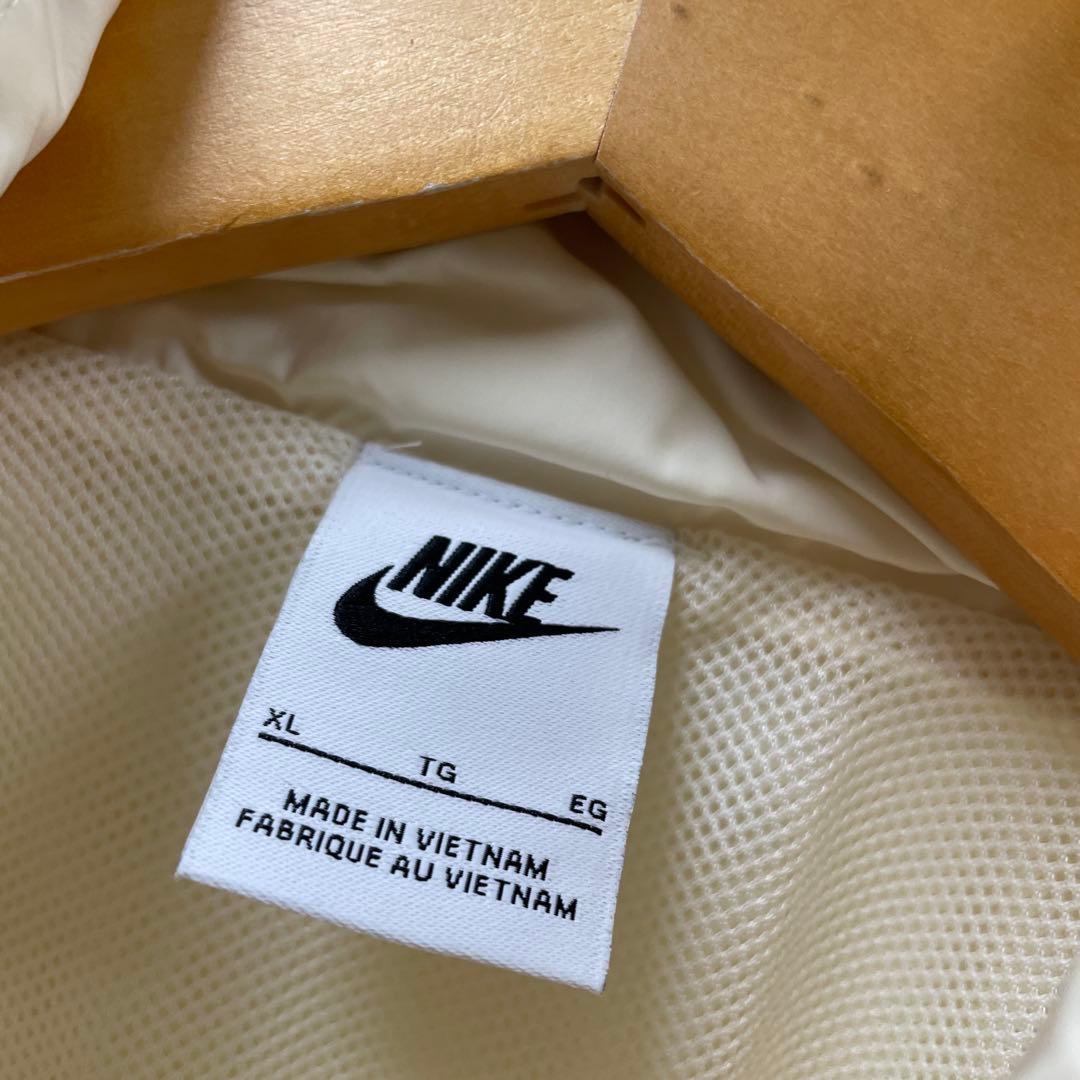 NIKE
XL
TG
EG
MADE IN VIETNAM
FABRIQUE AU VIETNAM